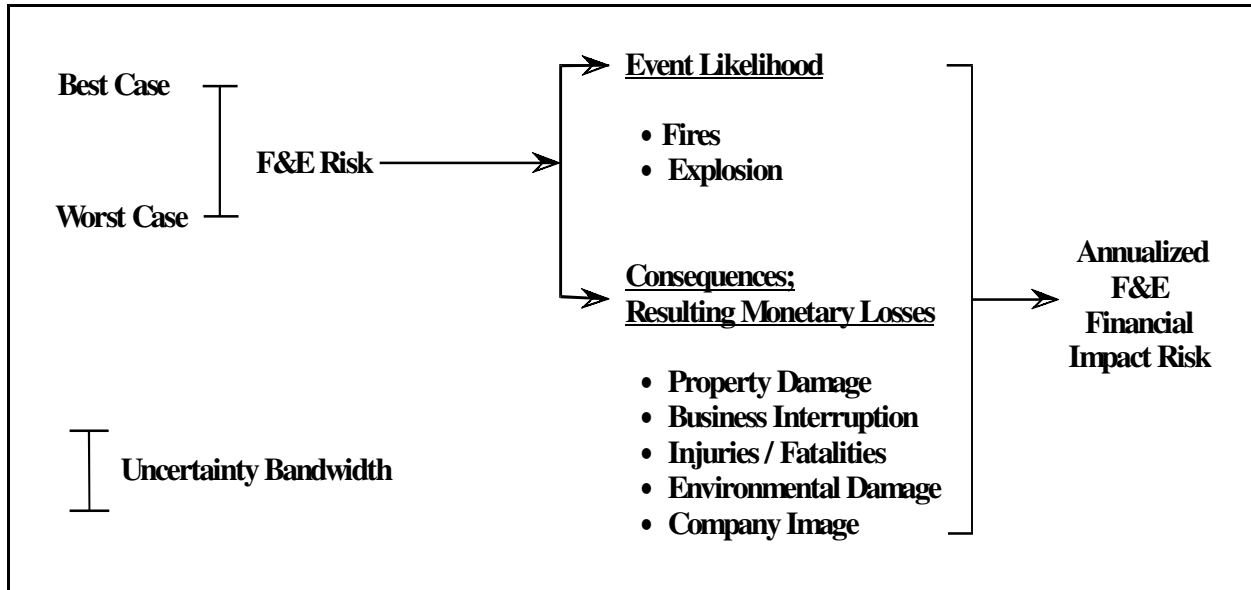 Best Case
Worst Case
F&E Risk
Uncertainty Bandwidth
Event Likelihood
• Fires
• Explosion
Consequences;
Resulting Monetary Losses
• Property Damage
• Business Interruption
• Injuries / Fatalities
• Environmental Damage
• Company Image
Annualized
F&E
Financial
Impact Risk